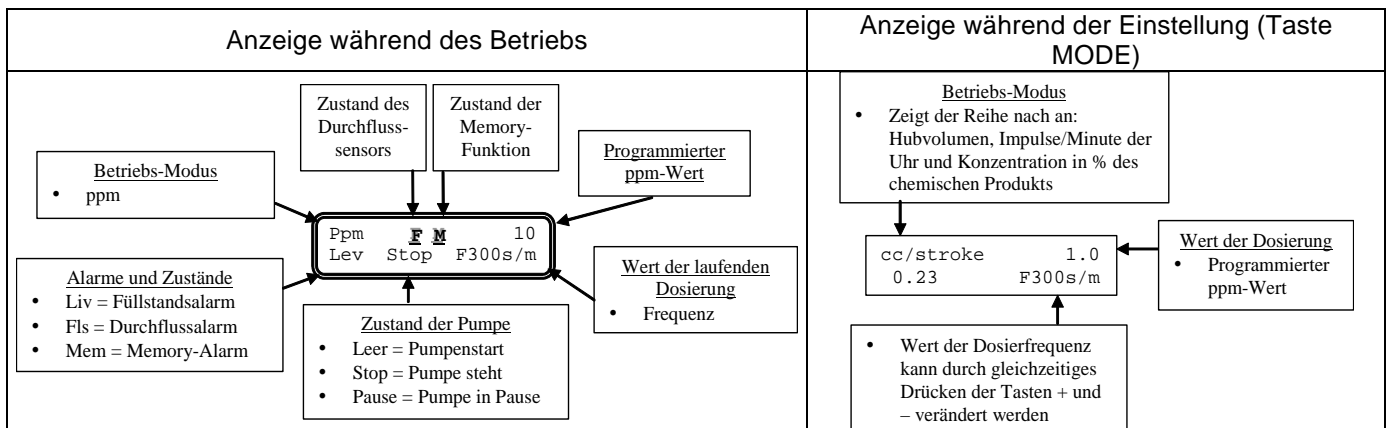 Anzeige während des Betriebs
Anzeige während der Einstellung (Taste
MODE)
Zustand des
Durchfluss-
sensors
Zustand der
Memory-
Funktion
Programmierter
ppm-Wert
Betriebs-Modus
• ppm
Ppm F M 10
Lev Stop F300s/m
Alarme und Zustände
• Liv = Füllstandsalarm
• Fls = Durchflussalarm
• Mem = Memory-Alarm
Zustand der Pumpe
• Leer = Pumpenstart
• Stop = Pumpe steht
• Pause = Pumpe in Pause
Wert der laufenden
Dosierung
• Frequenz
Betriebs-Modus
• Zeigt der Reihe nach an:
Hubvolumen, Impulse/Minute der
Uhr und Konzentration in % des
chemischen Produkts
cc/stroke 1.0
0.23 F300s/m
Wert der Dosierung
• Programmierter
ppm-Wert
• Wert der Dosierfrequenz
kann durch gleichzeitiges
Drücken der Tasten + und
– verändert werden